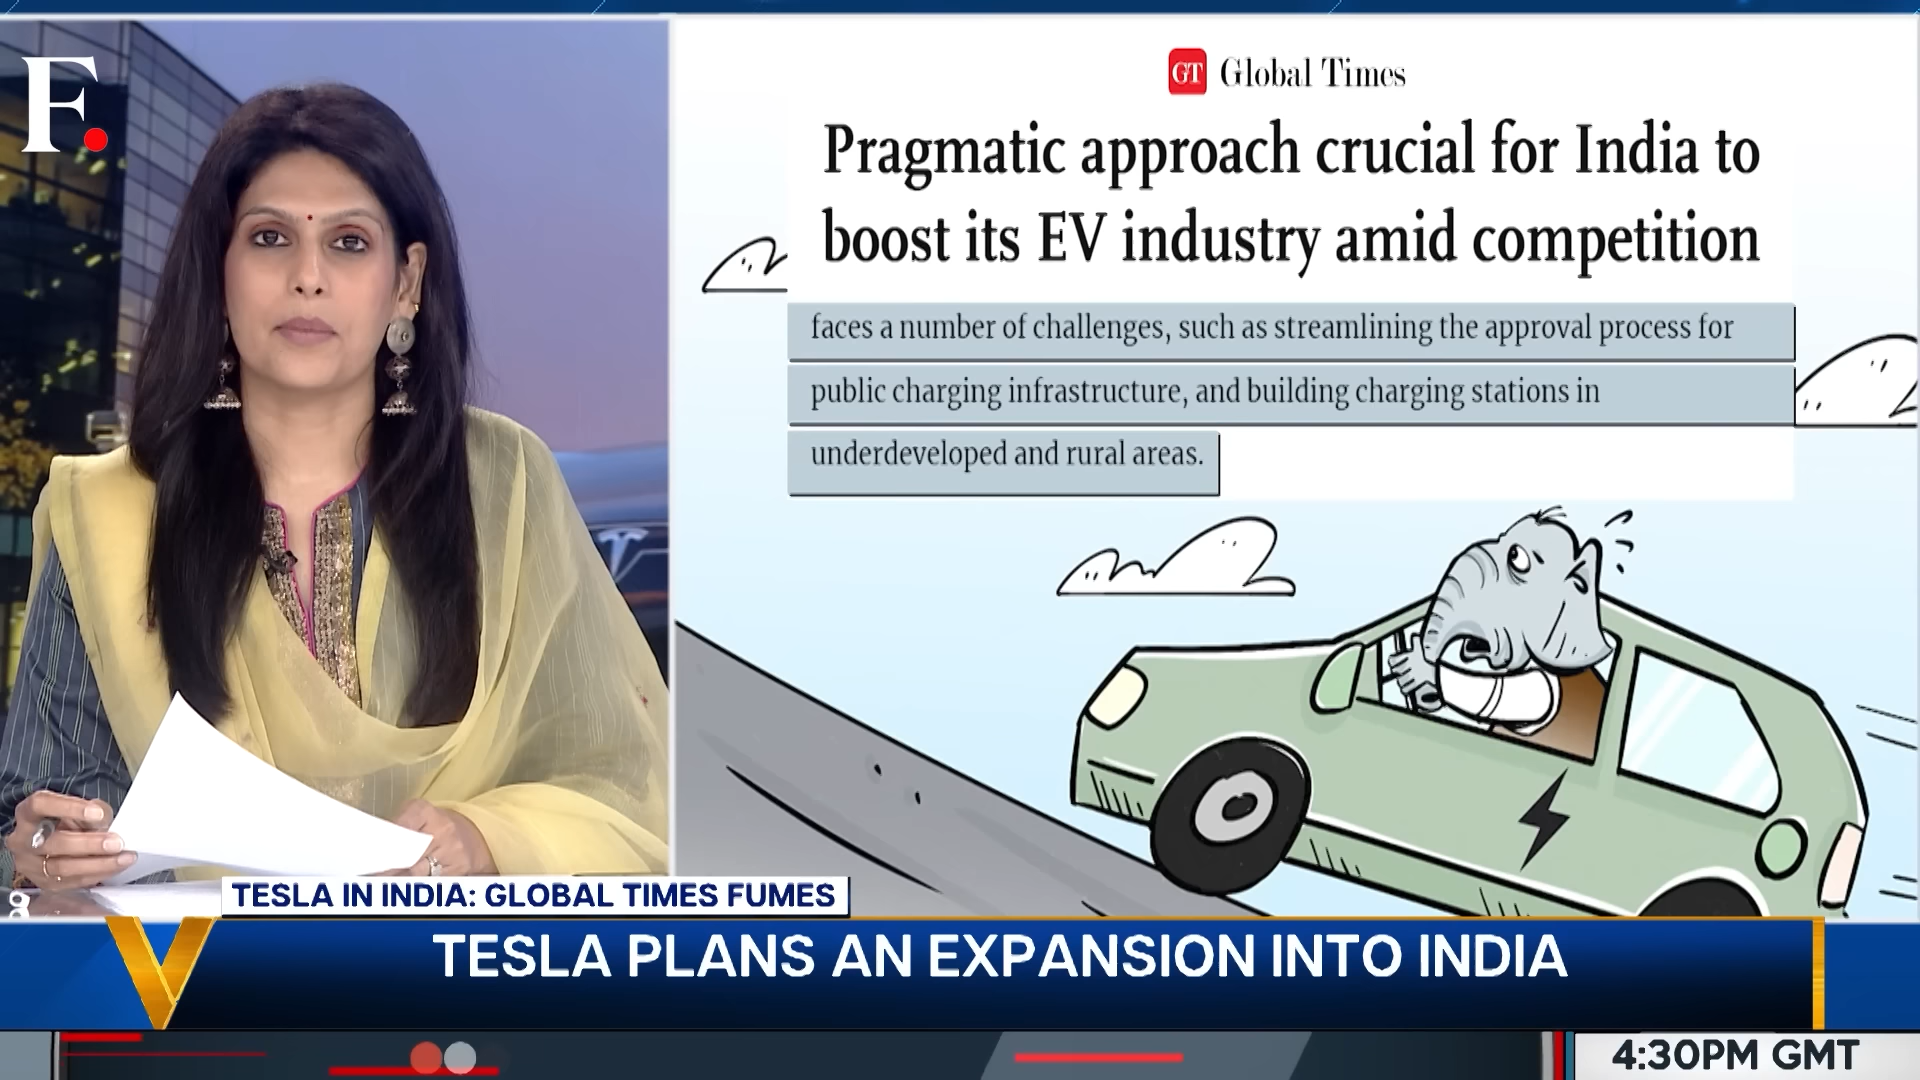 F.
GT Global Times
Pragmatic approach crucial for India to
boost its EV industry amid competition
faces a number of challenges, such as streamlining the approval process for
public charging infrastructure, and building charging stations in
underdeveloped and rural areas.
TESLA IN INDIA: GLOBAL TIMES FUMES
V
TESLA PLANS AN EXPANSION INTO INDIA
4:30PM GMT